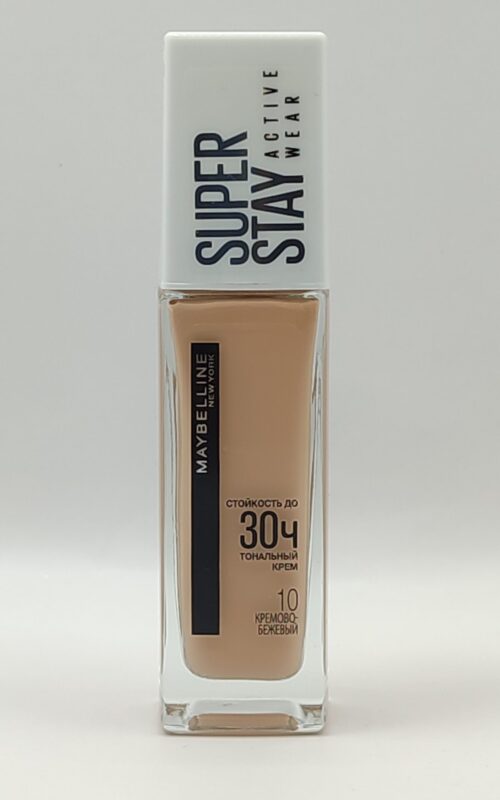 SUPER
STAY
ACTIVE
WEAR
MAYBELLINE
NEW YORK
СТОЙКОСТЬ ДО
30ч
ТОНАЛЬНЫЙ
КРЕМ
10
КРЕМОВО-
БЕЖЕВЫЙ